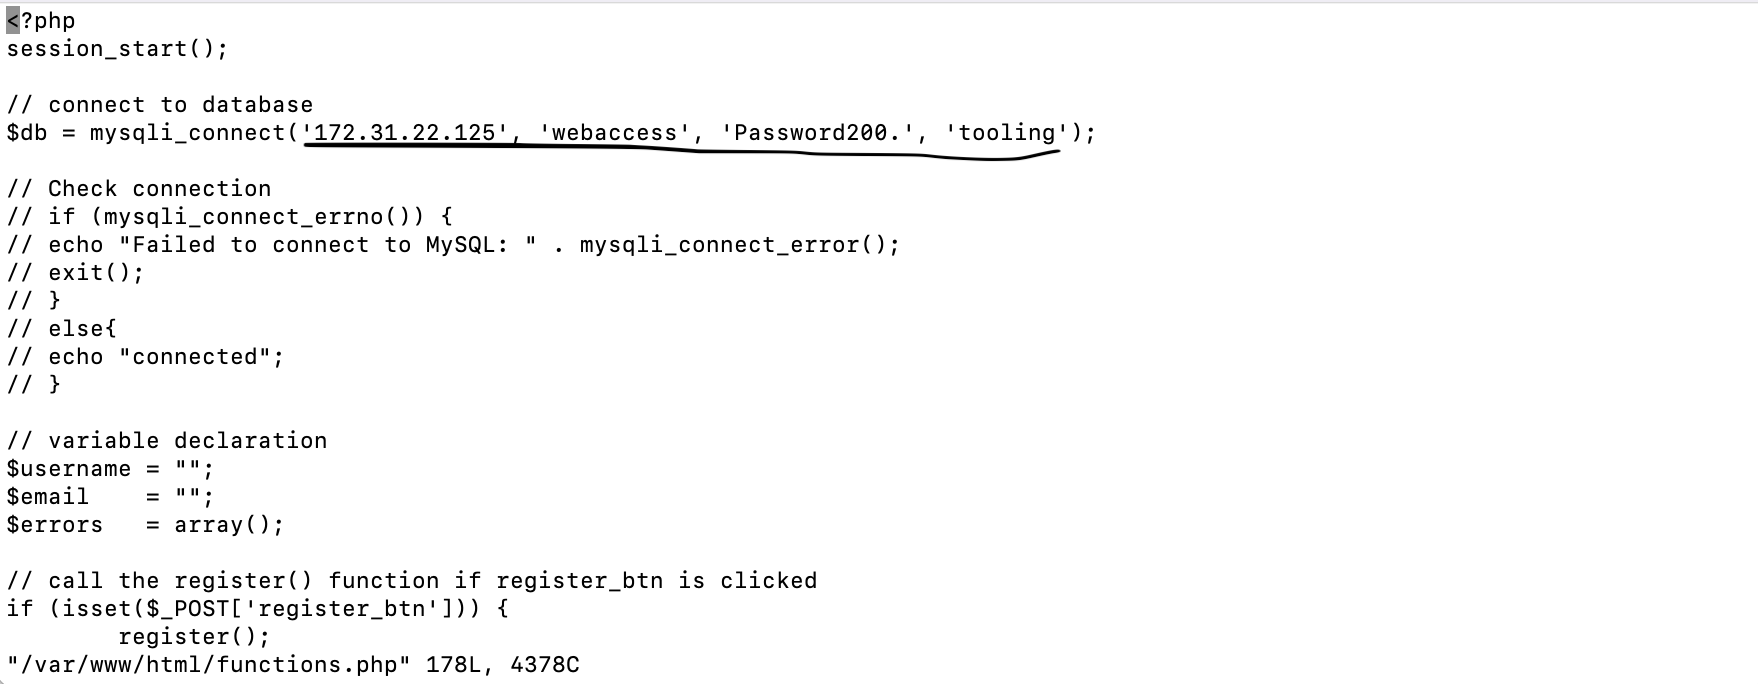 <?php
session_start();

// connect to database
$db = mysqli_connect('172.31.22.125', 'webaccess', 'Password200.', 'tooling');

// Check connection
// if (mysqli_connect_errno()) {
// echo "Failed to connect to MySQL: " . mysqli_connect_error();
// exit();
// }
// else{
// echo "connected";
// }

// variable declaration
$username = "";
$email    = "";
$errors   = array();

// call the register() function if register_btn is clicked
if (isset($_POST['register_btn'])) {
        register();
"/var/www/html/functions.php" 178L, 4378C